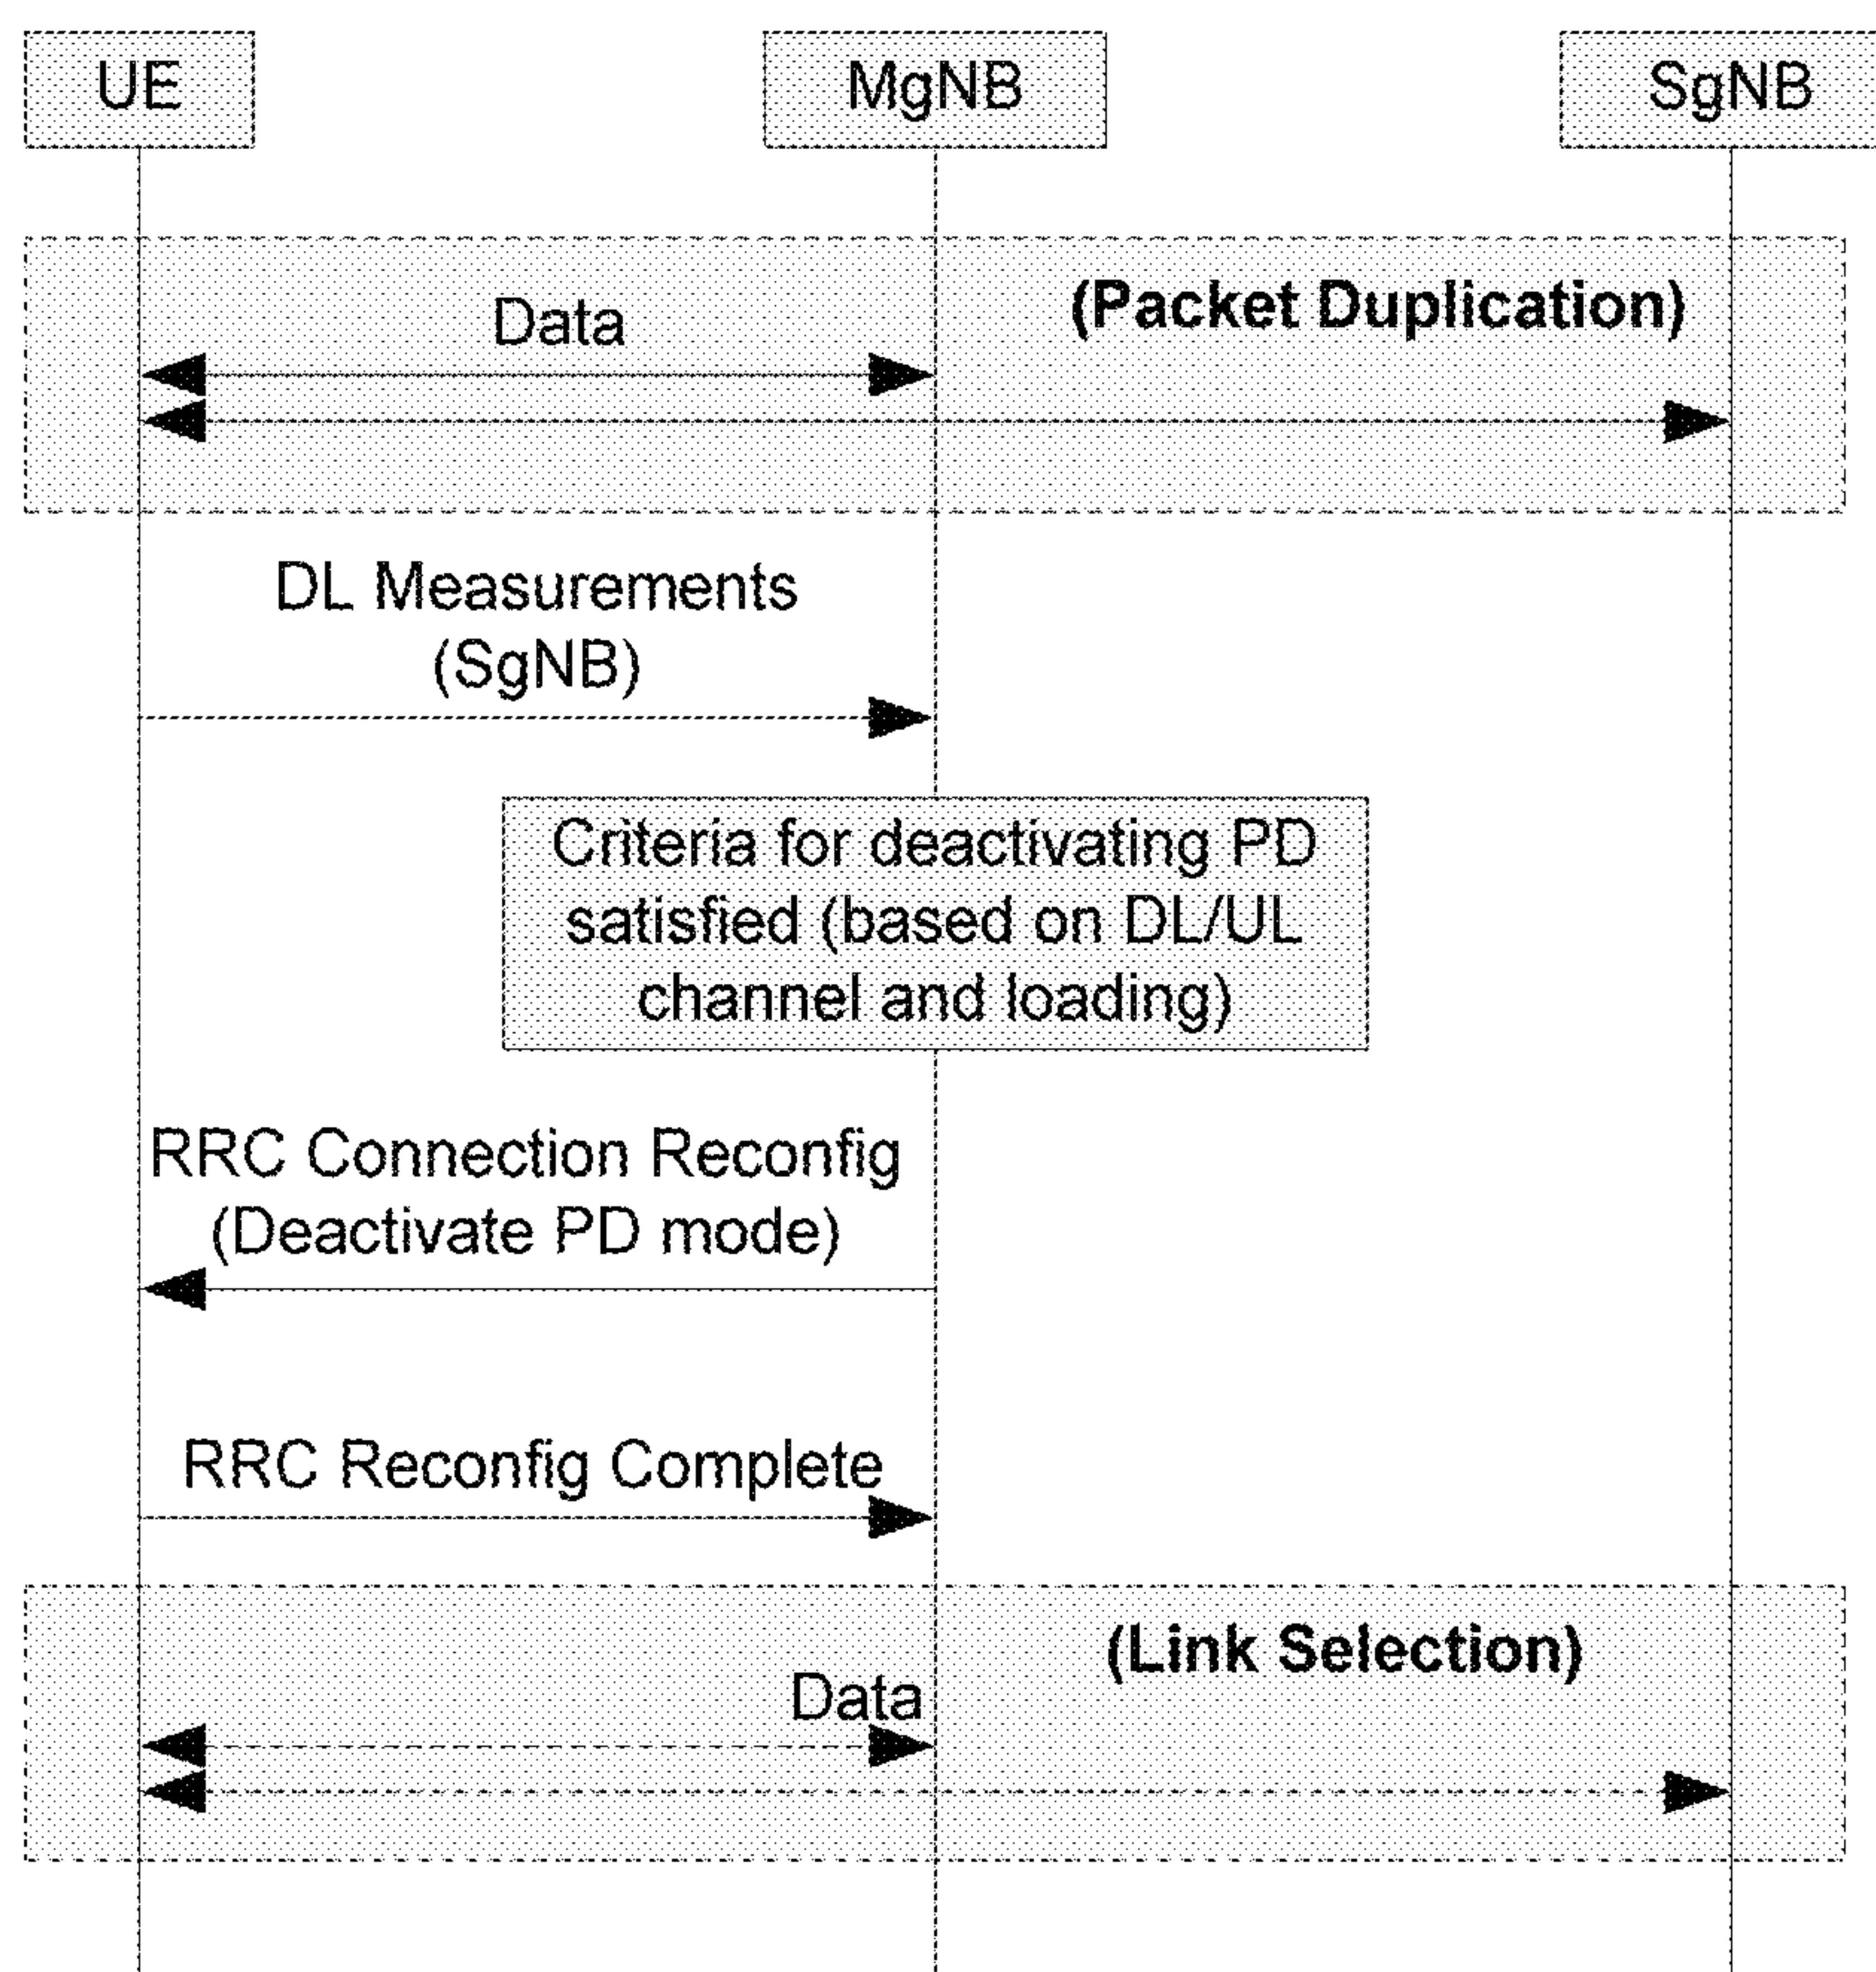 UE
MgNB
SgNB
(Packet Duplication)
Data
DL Measurements
(SgNB)
Criteria for deactivating PD
satisfied (based on DL/UL
channel and loading)
RRC Connection Reconfig
(Deactivate PD mode)
RRC Reconfig Complete
(Link Selection)
Data